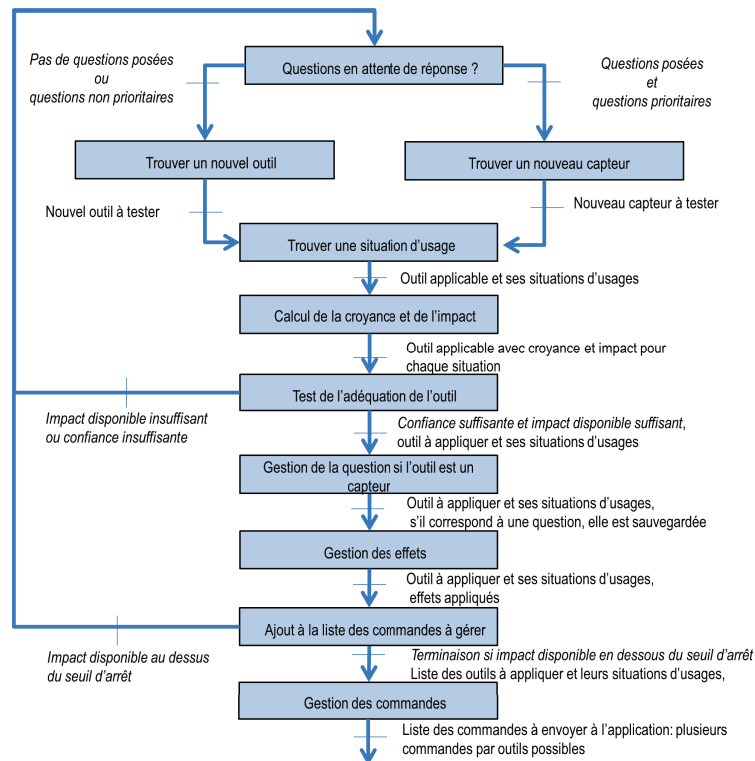 Questions en attente de réponse ?
Pas de questions posées
ou
questions non prioritaires
Questions posées
et
questions prioritaires
Trouver un nouvel outil
Trouver un nouveau capteur
Nouvel outil à tester
Nouveau capteur à tester
Trouver une situation d'usage
Outil applicable et ses situations d'usages
Calcul de la croyance et de l'impact
Outil applicable avec croyance et impact pour
chaque situation
Test de l'adéquation de l'outil
Impact disponible insuffisant
ou confiance insuffisante
Confiance suffisante et impact disponible suffisant,
outil à appliquer et ses situations d'usages
Gestion de la question si l'outil est un
capteur
Outil à appliquer et ses situations d'usages,
s'il correspond à une question, elle est sauvegardée
Gestion des effets
Outil à appliquer et ses situations d'usages,
effets appliqués
Ajout à la liste des commandes à gérer
Impact disponible au dessus
du seuil d'arrêt
Terminaison si impact disponible en dessous du seuil d'arrêt
Liste des outils à appliquer et leurs situations d'usages,
Gestion des commandes
Liste des commandes à envoyer à l'application: plusieurs
commandes par outils possibles